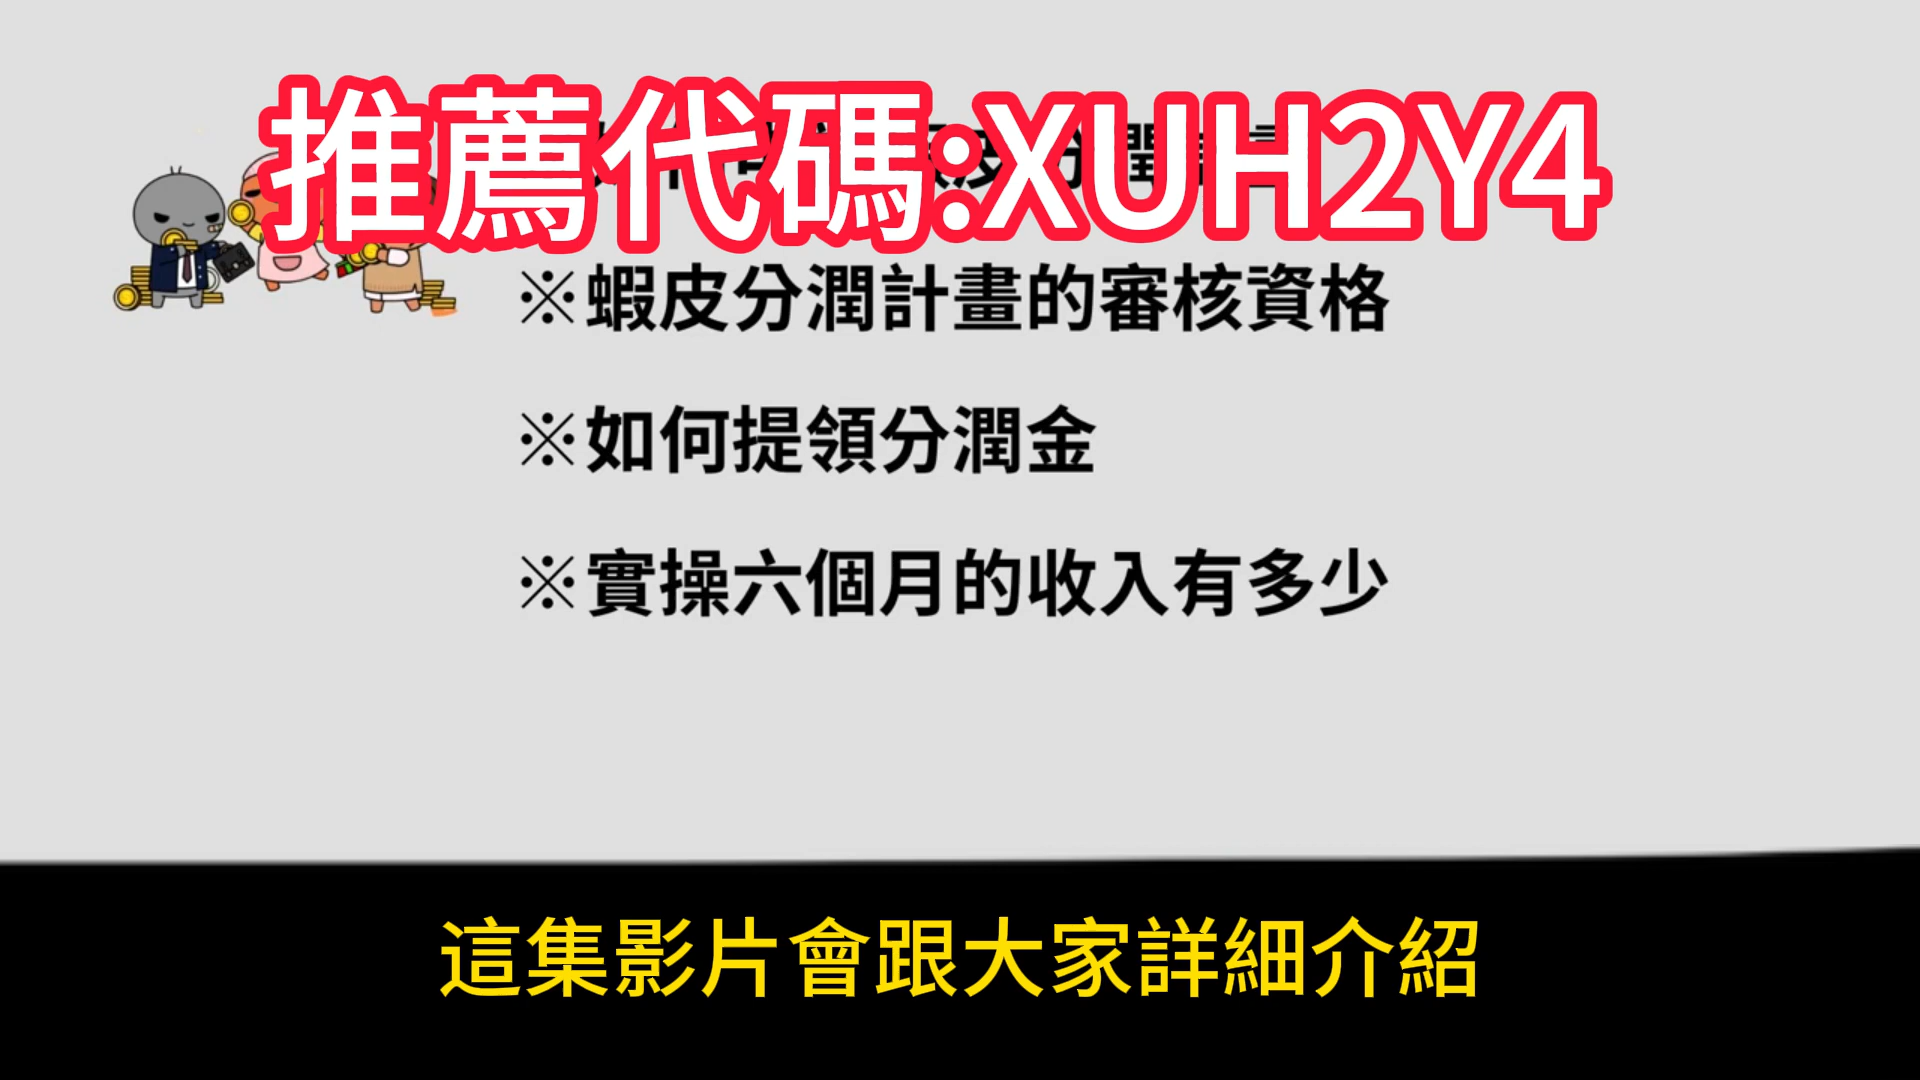 推薦代碼:XUH2Y4
※蝦皮分潤計畫的審核資格
※如何提領分潤金
※實操六個月的收入有多少
這集影片會跟大家詳細介紹